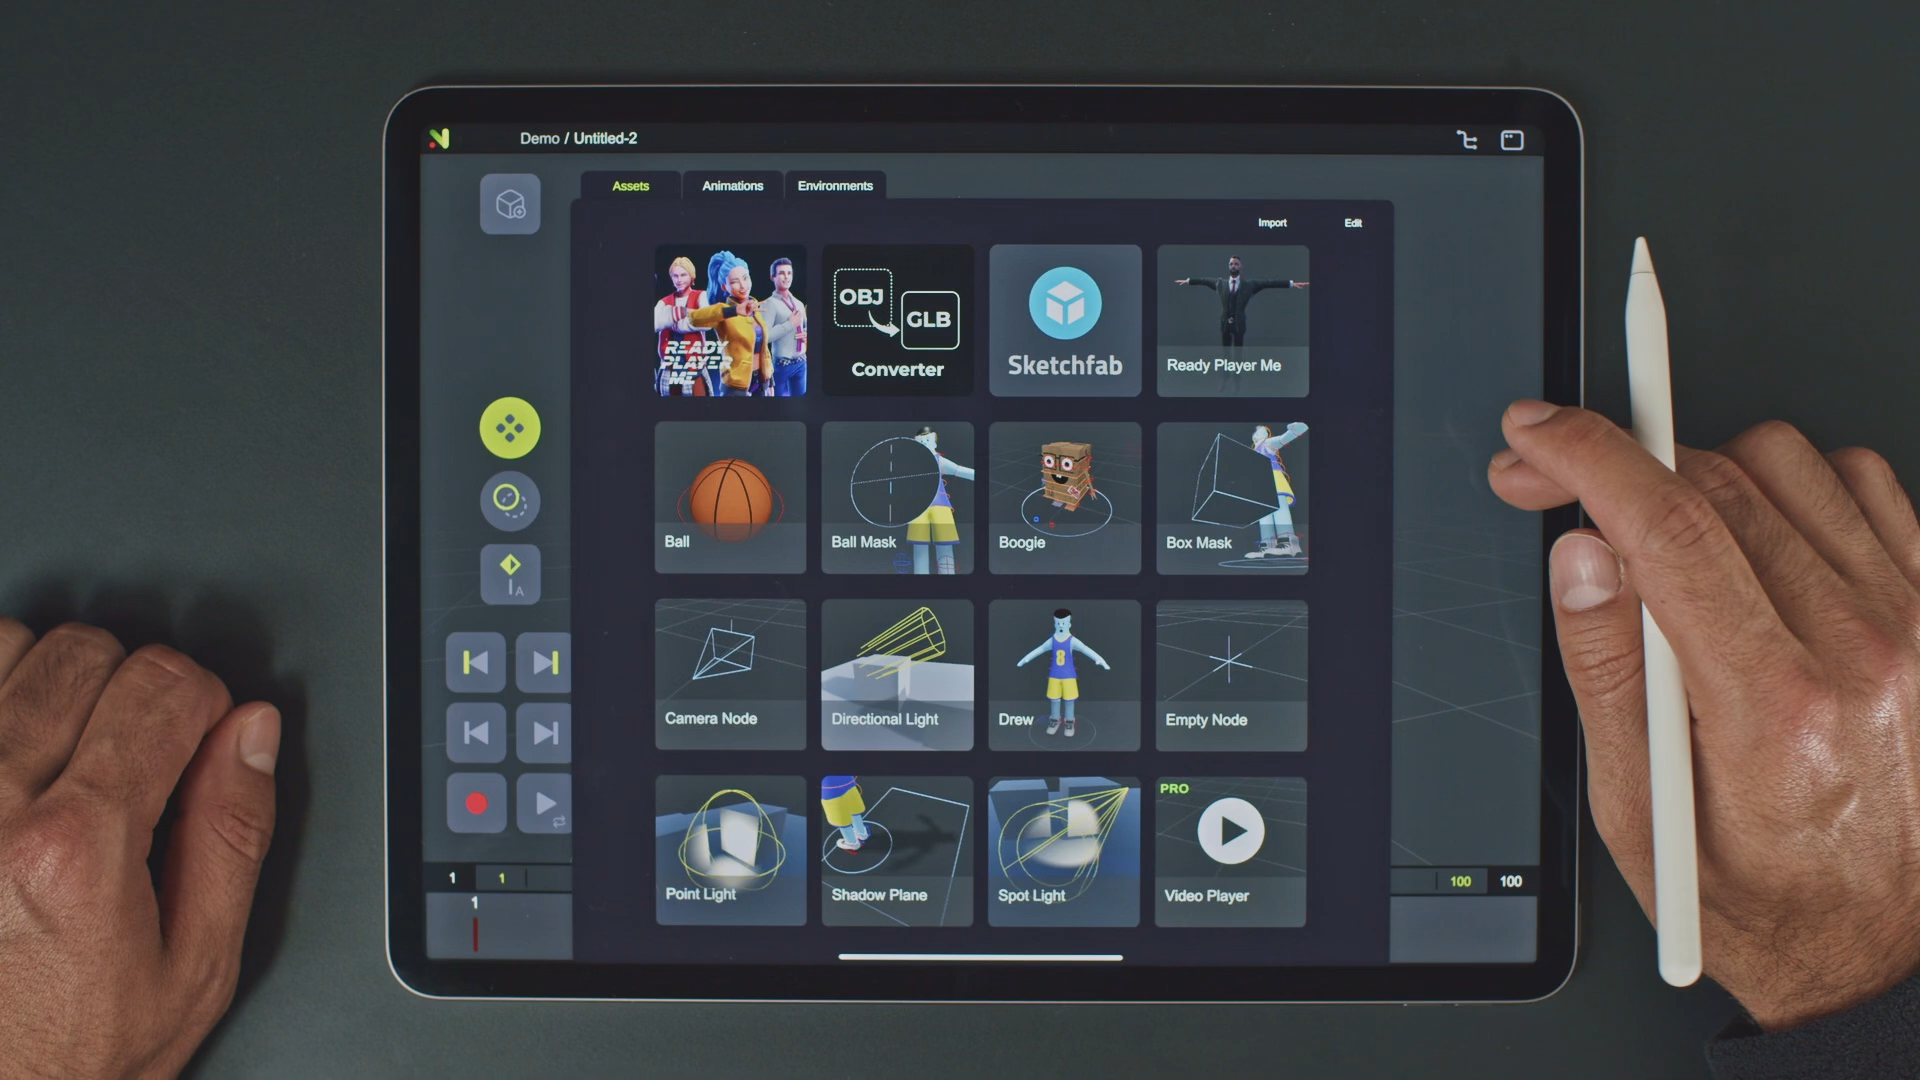 Demo / Untitled-2
Assets
Animations
Environments
Import
Edit
READY
PLAYER
ME
OBJ
GLB
Converter
Sketchfab
Ready Player Me
Ball
Ball Mask
Boogie
Box Mask
Camera Node
Directional Light
8
Drew
Empty Node
A
Point Light
Shadow Plane
Spot Light
PRO
Video Player
1
1
100
100
1